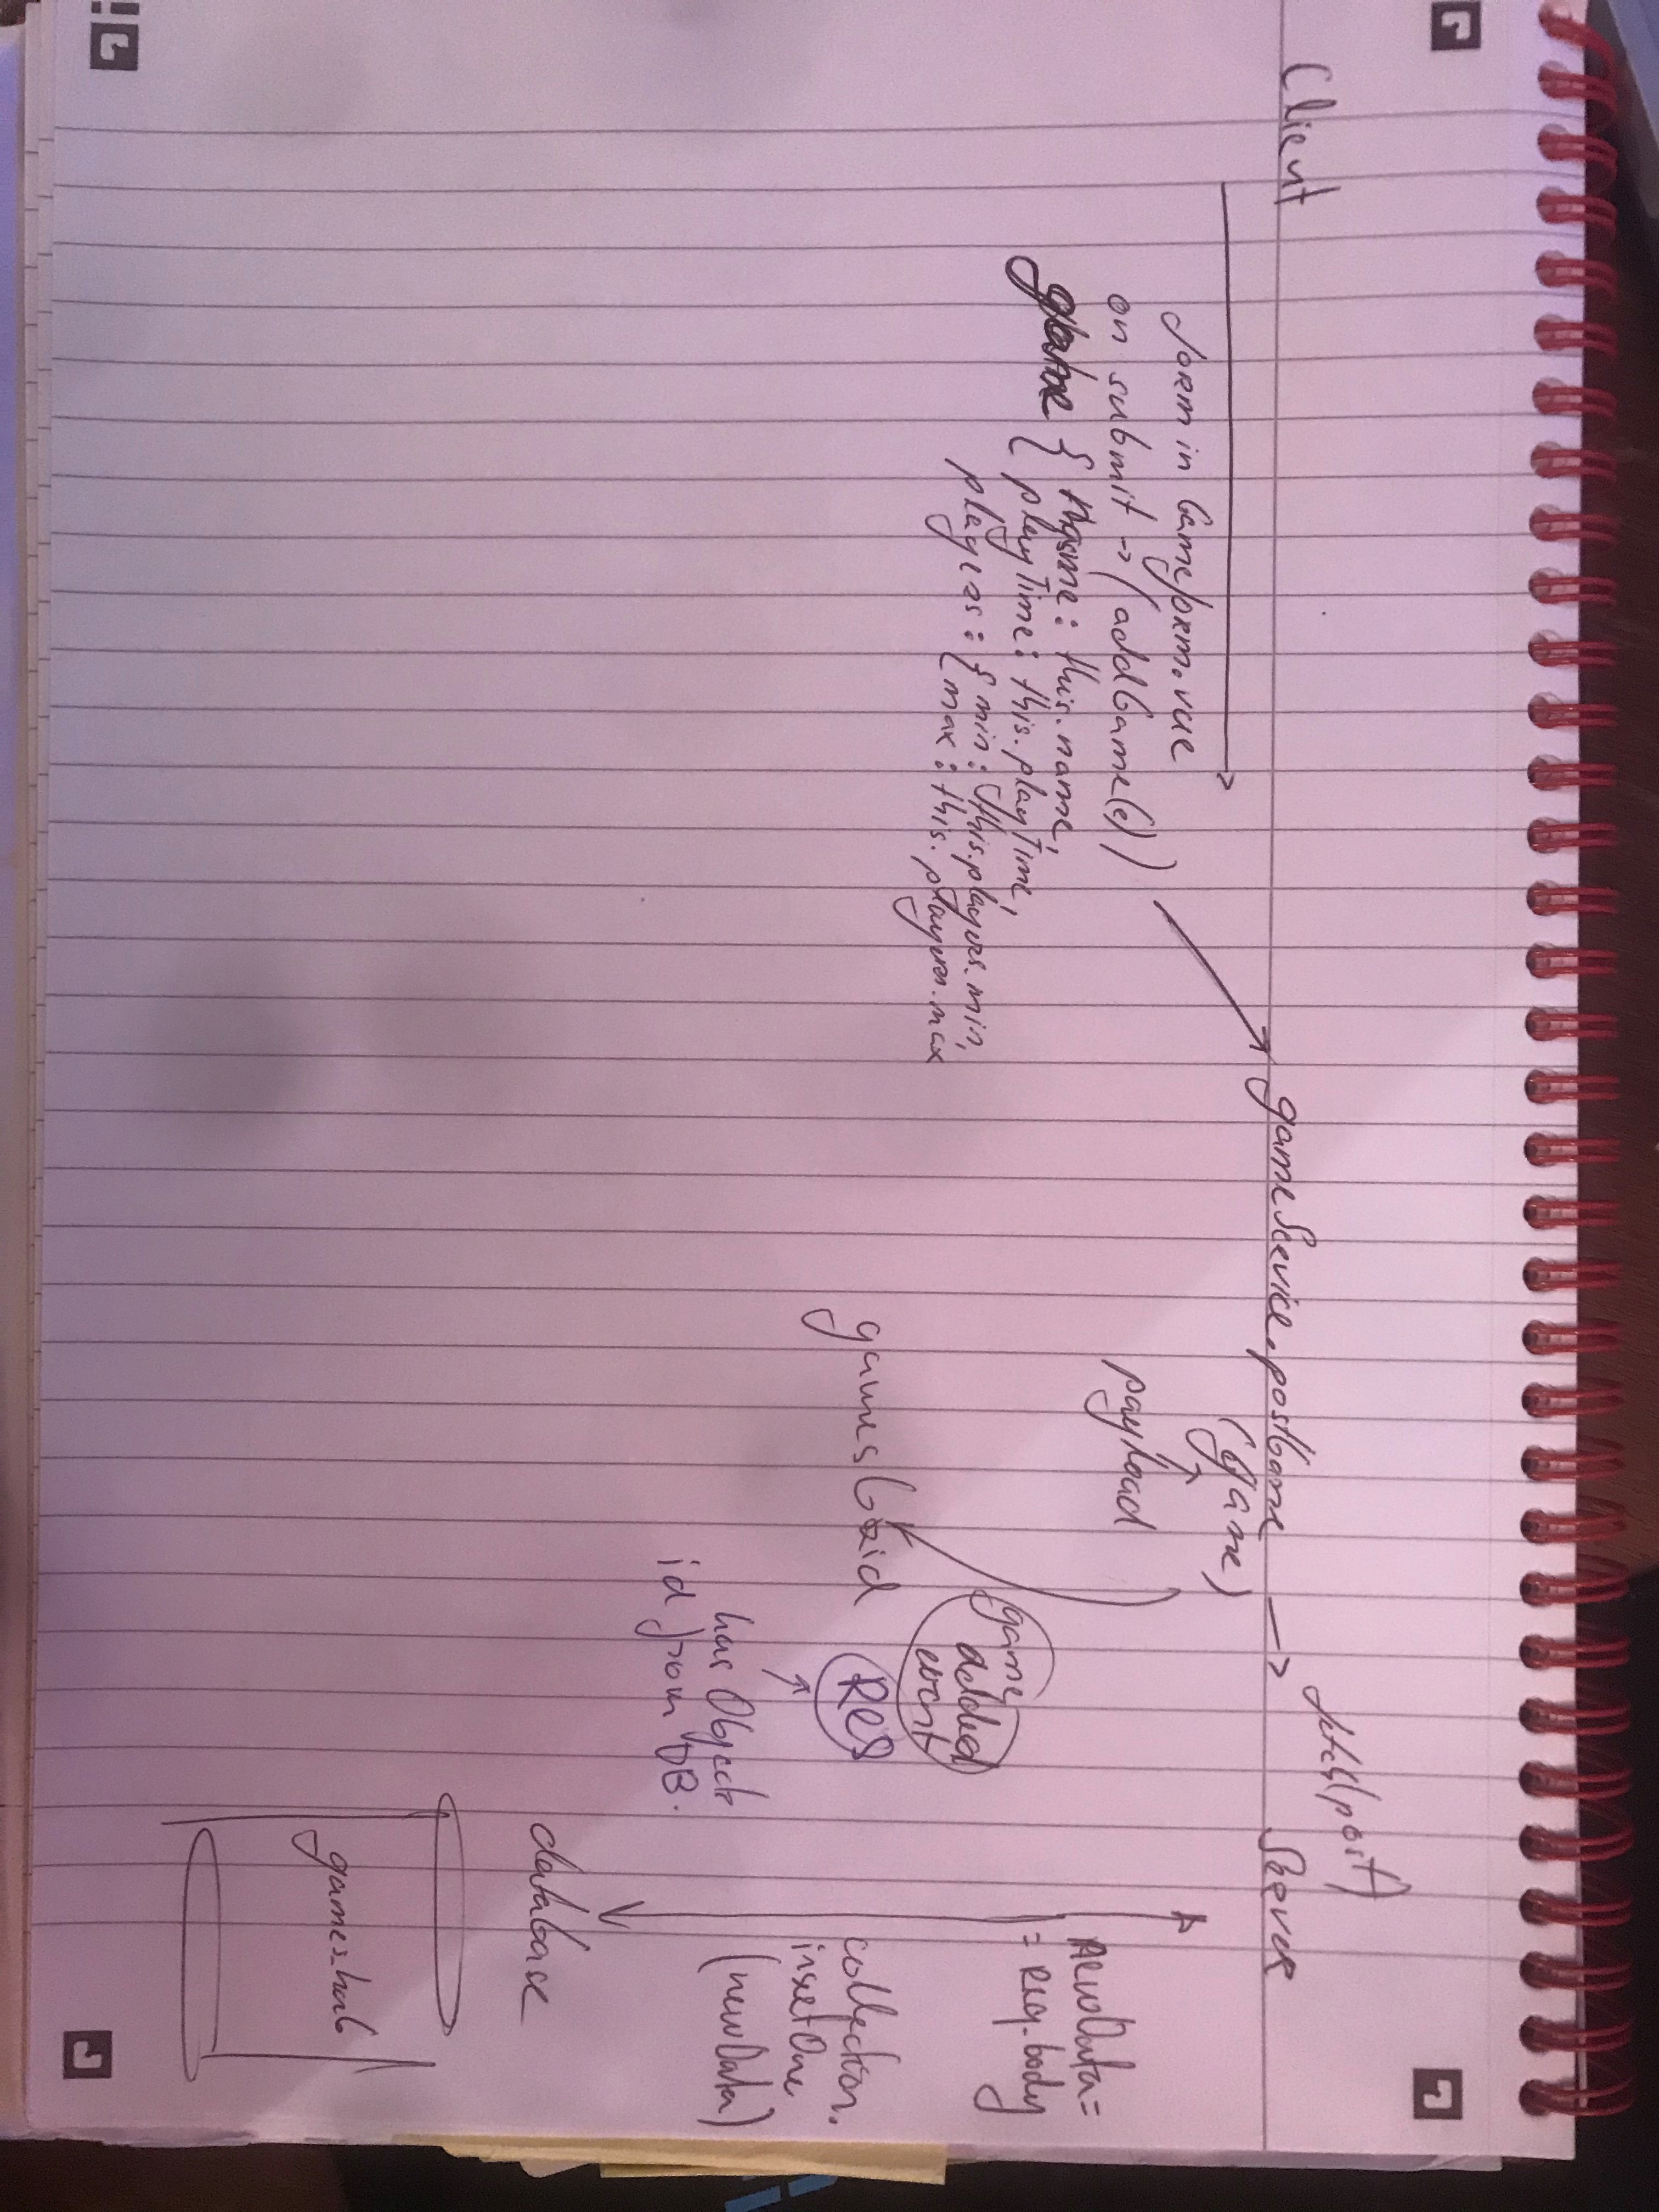 Client
form in Gameform.vue
on submit -> (addGame(e))
game { Name: this.name,
playTime: this.playTime,
players: { min: this.players.min,
max: this.players.max
gameService.postGame
(game)
payload
fetch(post)
Server
game
added
event
gamesGrid
Res
has Object
id from DB.
newData =
= req.body
collection.
insertOne
(newData)
database
games_hub